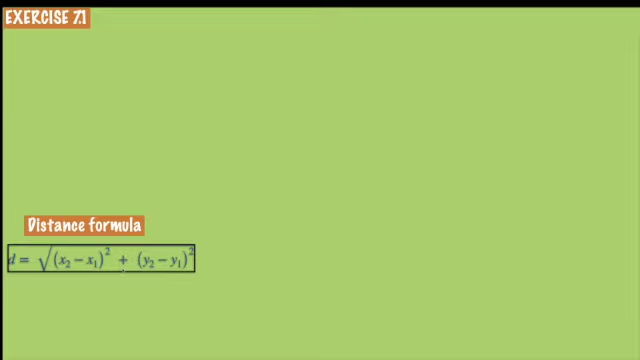 EXERCISE 7.1
Distance formula
d = √(x₂ − x₁)² + (y₂ − y₁)²